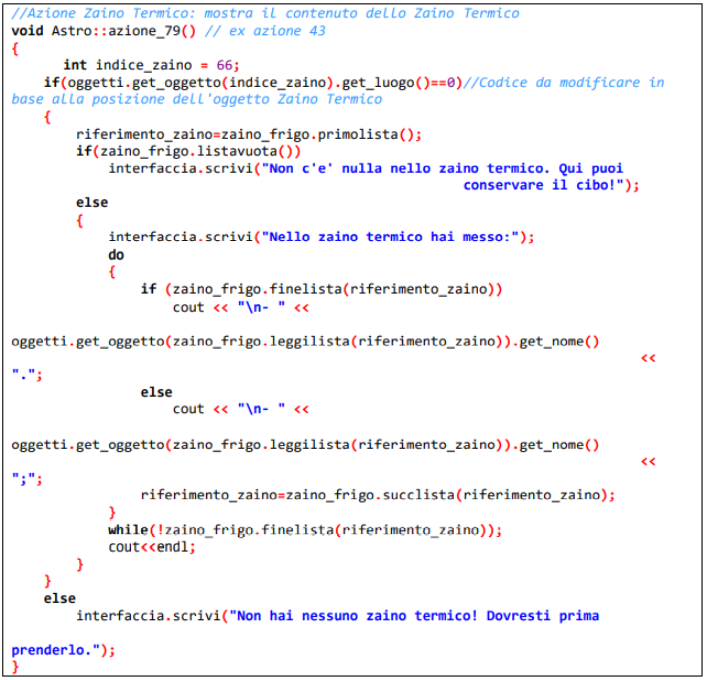 //Azione Zaino Termico: mostra il contenuto dello Zaino Termico
void Astro::azione_79() // ex azione 43
{
int indice_zaino = 66;
if(oggetti.get_oggetto(indice_zaino).get_luogo()==0)//Codice da modificare in
base alla posizione dell'oggetto Zaino Termico
{
riferimento_zaino=zaino_frigo.primolista();
if(zaino_frigo.listavuota())
interfaccia.scrivi("Non c'e' nulla nello zaino termico. Qui puoi
conservare il cibo!");
else
{
interfaccia.scrivi("Nello zaino termico hai messo:");
do
{
if (zaino_frigo.finelista(riferimento_zaino))
cout << "\n- " <<
oggetti.get_oggetto(zaino_frigo.leggilista(riferimento_zaino)).get_nome()
<<
".";
else
cout << "\n- " <<
oggetti.get_oggetto(zaino_frigo.leggilista(riferimento_zaino)).get_nome()
<<
";";
riferimento_zaino=zaino_frigo.succlista(riferimento_zaino);
}
while(!zaino_frigo.finelista(riferimento_zaino));
cout<<endl;
}
}
else
interfaccia.scrivi("Non hai nessuno zaino termico! Dovresti prima
prenderlo.");
}